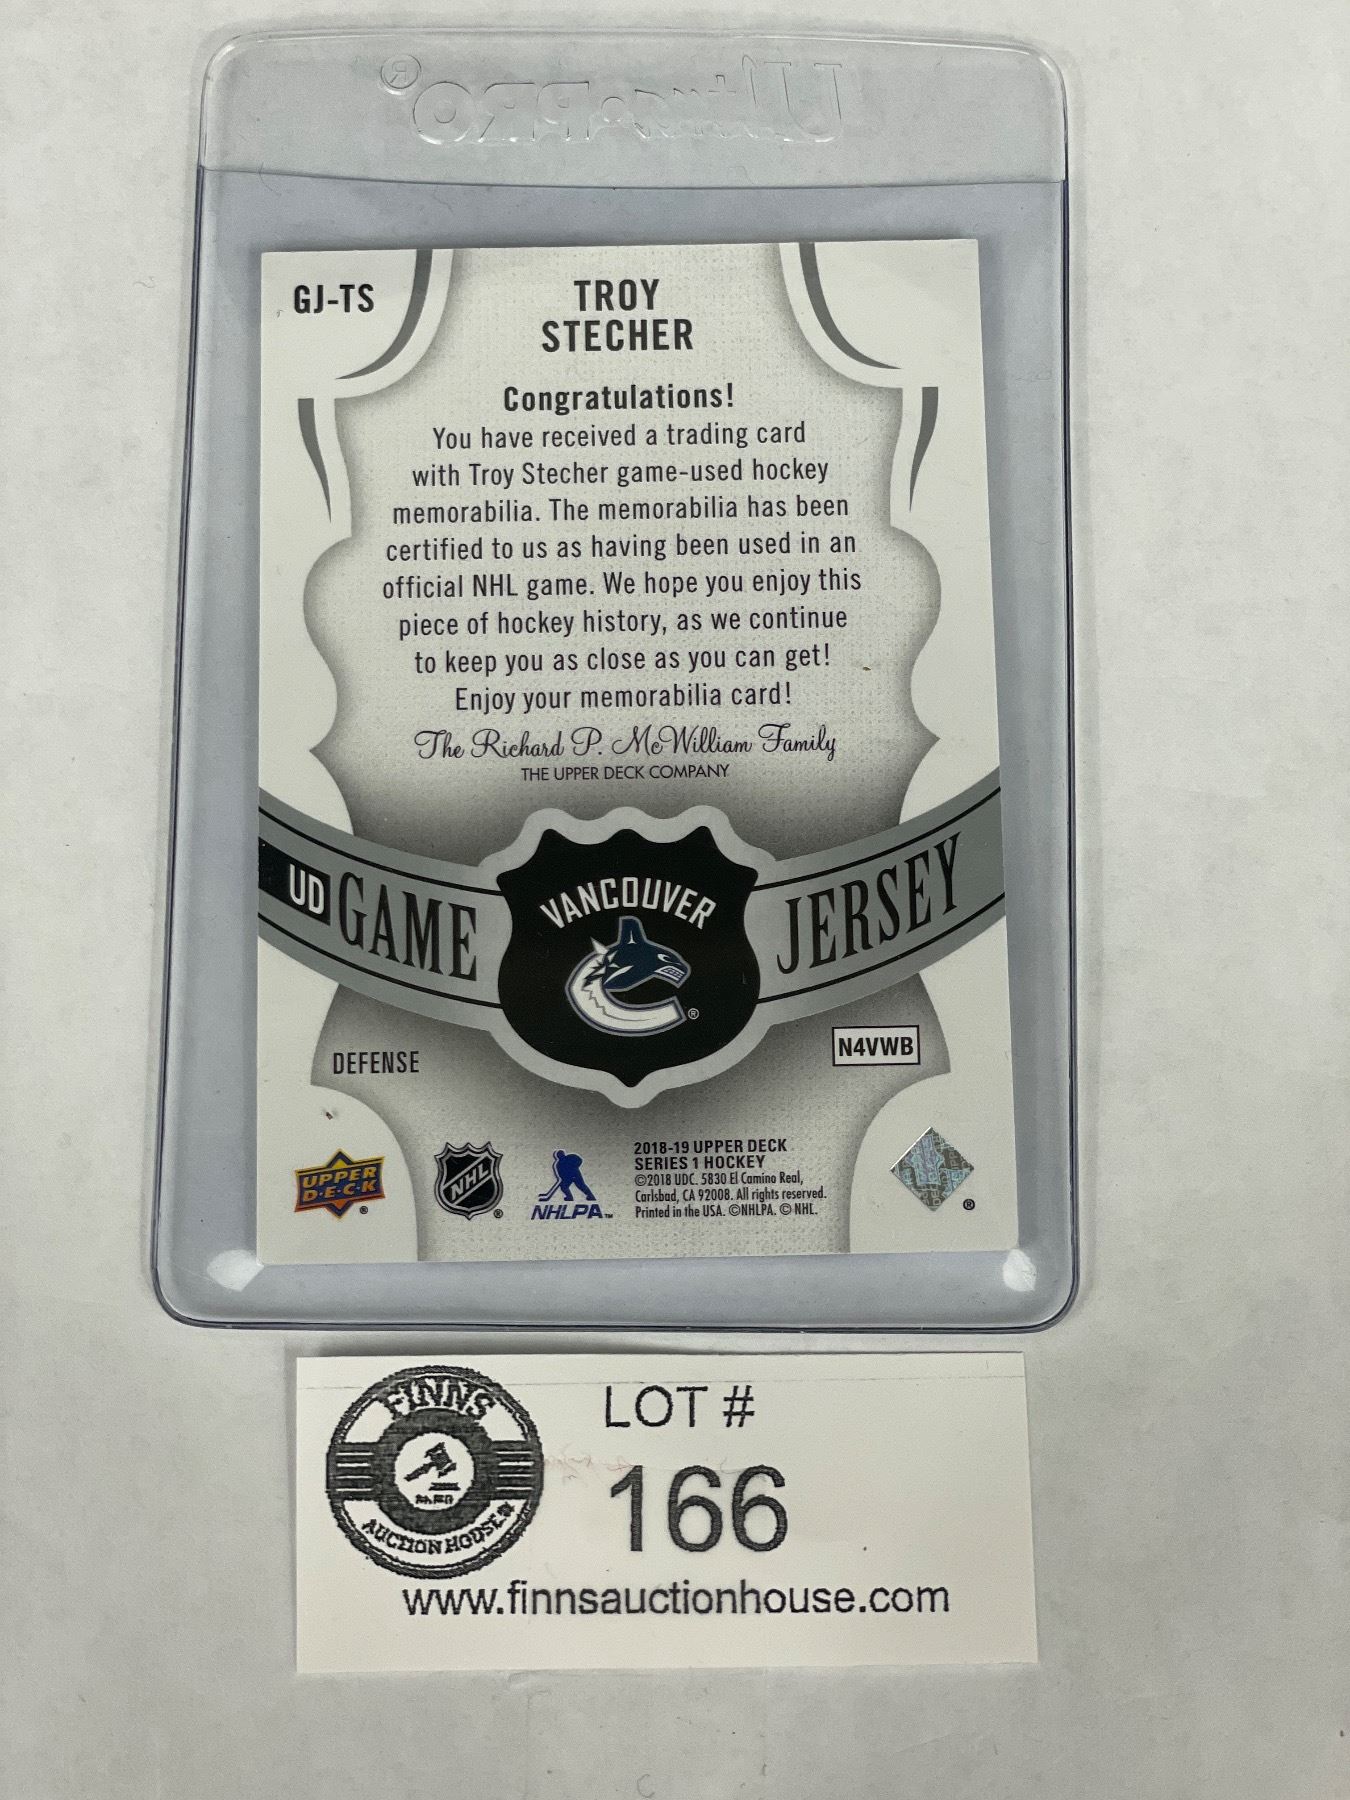 Ultra•PRO®
GJ-TS
TROY
STECHER
Congratulations!
You have received a trading card
with Troy Stecher game-used hockey
memorabilia. The memorabilia has been
certified to us as having been used in an
official NHL game. We hope you enjoy this
piece of hockey history, as we continue
to keep you as close as you can get!
Enjoy your memorabilia card!
The Richard P. McWilliam Family
THE UPPER DECK COMPANY
UD GAME JERSEY
VANCOUVER
®
DEFENSE
N4VWB
UPPER
D•E•C•K
®
NHL
®
NHLPA™
2018-19 UPPER DECK
SERIES 1 HOCKEY
©2018 UDC. 5830 El Camino Real,
Carlsbad, CA 92008. All rights reserved.
Printed in the USA. ©NHLPA. © NHL.
®
FINNS
AUCTION HOUSE
LOT #
166
www.finnsauctionhouse.com